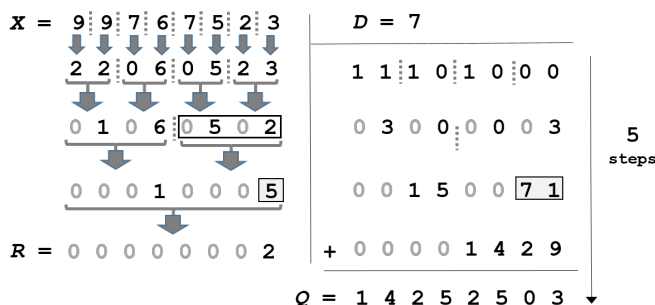 X = 9 9 7 6 7 5 2 3
D = 7
2 2 0 6 0 5 2 3
1 1 1 0 1 0 0 0
0 1 0 6 0 5 0 2
0 3 0 0 0 0 0 3
5
steps
0 0 0 1 0 0 0 5
0 0 1 5 0 0 7 1
R = 0 0 0 0 0 0 0 2
+ 0 0 0 0 1 4 2 9
Q = 1 4 2 5 2 5 0 3